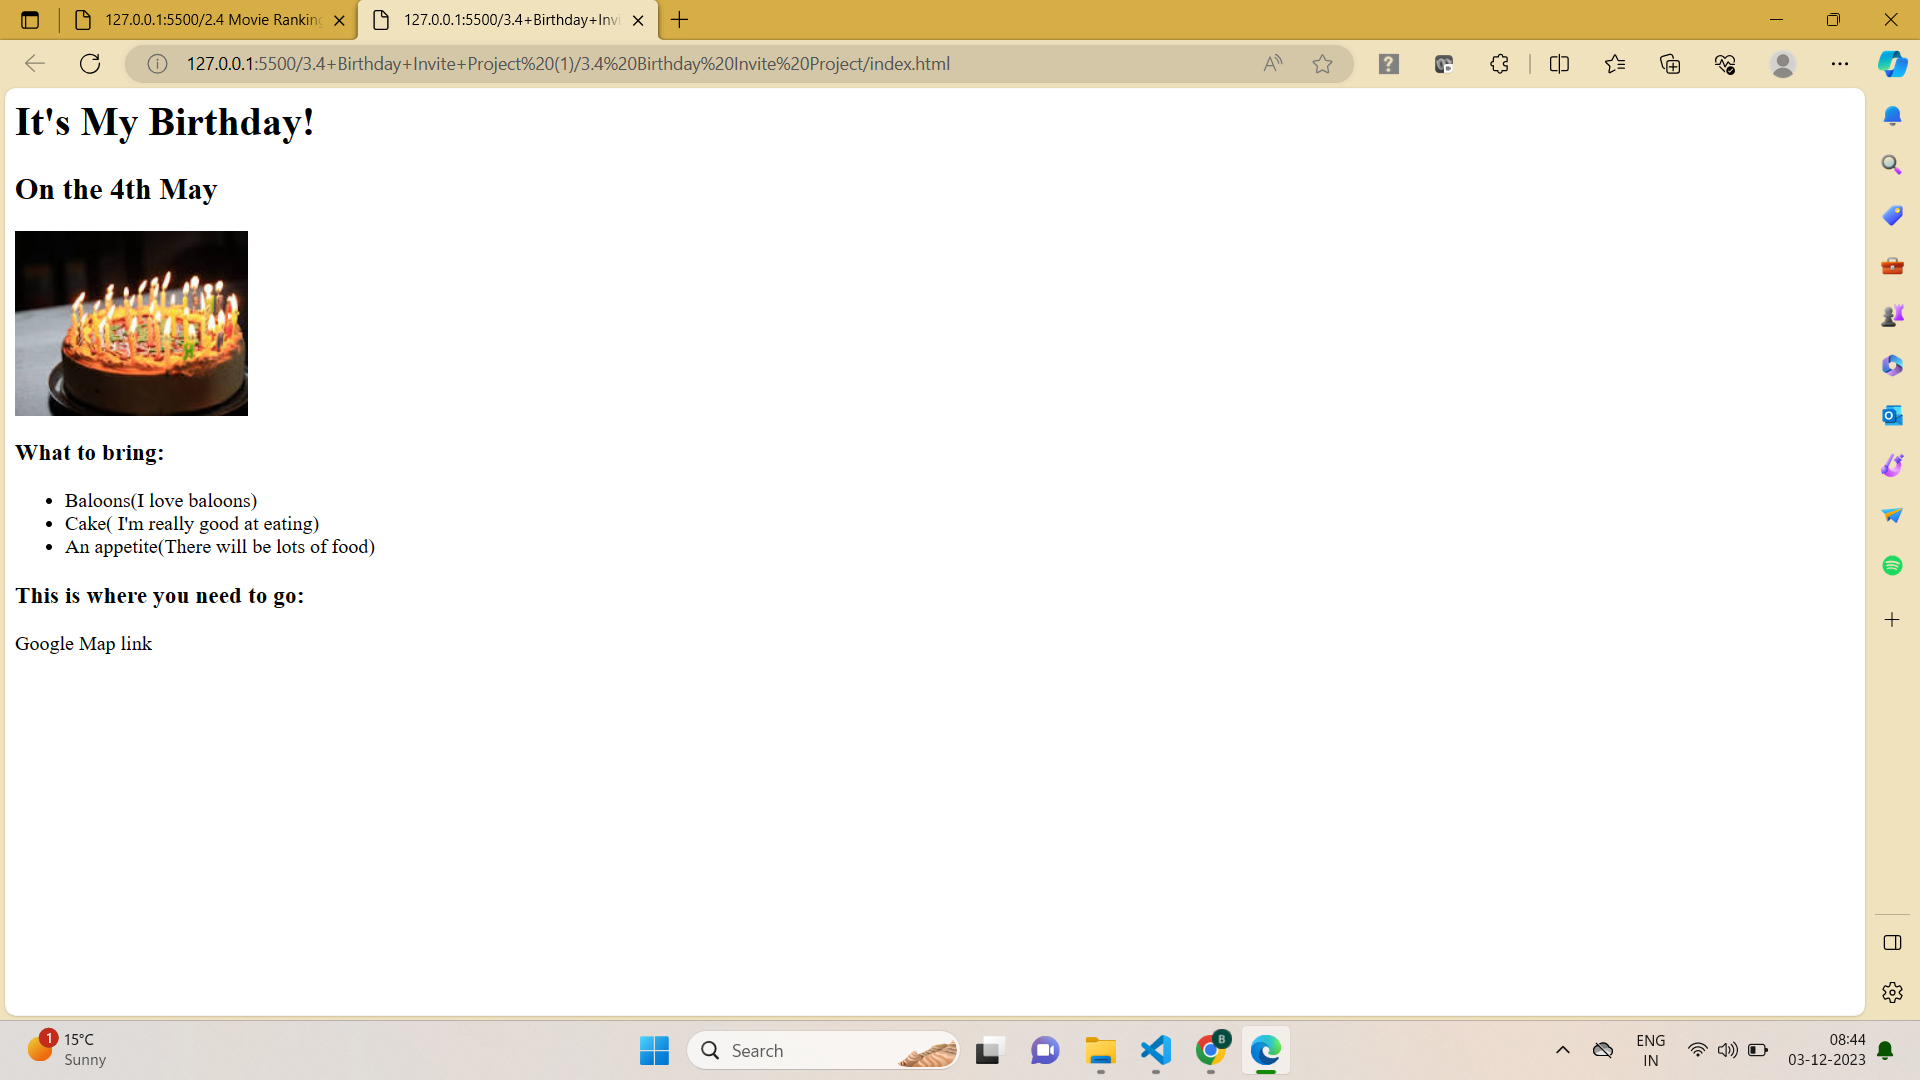 127.0.0.1:5500/2.4 Movie Ranking
127.0.0.1:5500/3.4+Birthday+Invi
127.0.0.1:5500/3.4+Birthday+Invite+Project%20(1)/3.4%20Birthday%20Invite%20Project/index.html
It's My Birthday!
On the 4th May
What to bring:
Baloons(I love baloons)
Cake( I'm really good at eating)
An appetite(There will be lots of food)
This is where you need to go:
Google Map link
1
15°C
Sunny
Search
B
ENG
IN
08:44
03-12-2023